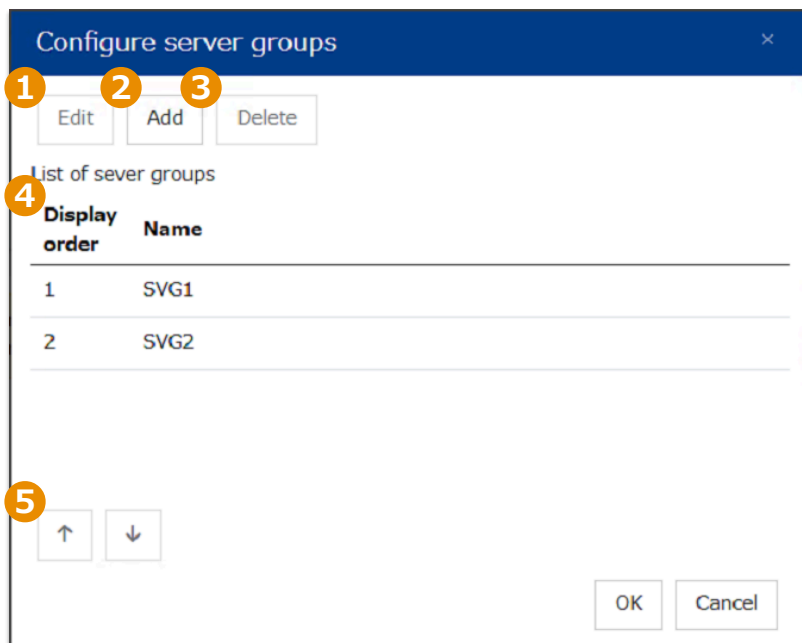 Configure server groups ×
1 2 3
Edit Add Delete
List of sever groups
4
Display order Name
1 SVG1
2 SVG2
5
↑ ↓
OK Cancel